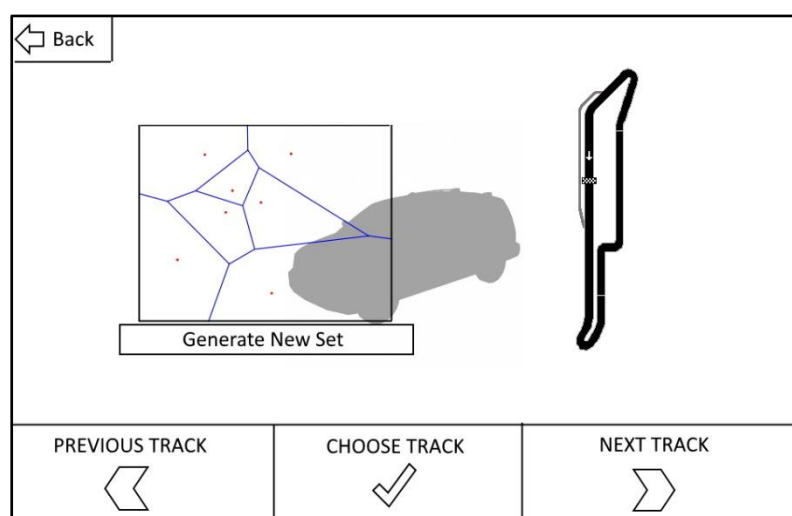 Back
Generate New Set
PREVIOUS TRACK
CHOOSE TRACK
NEXT TRACK